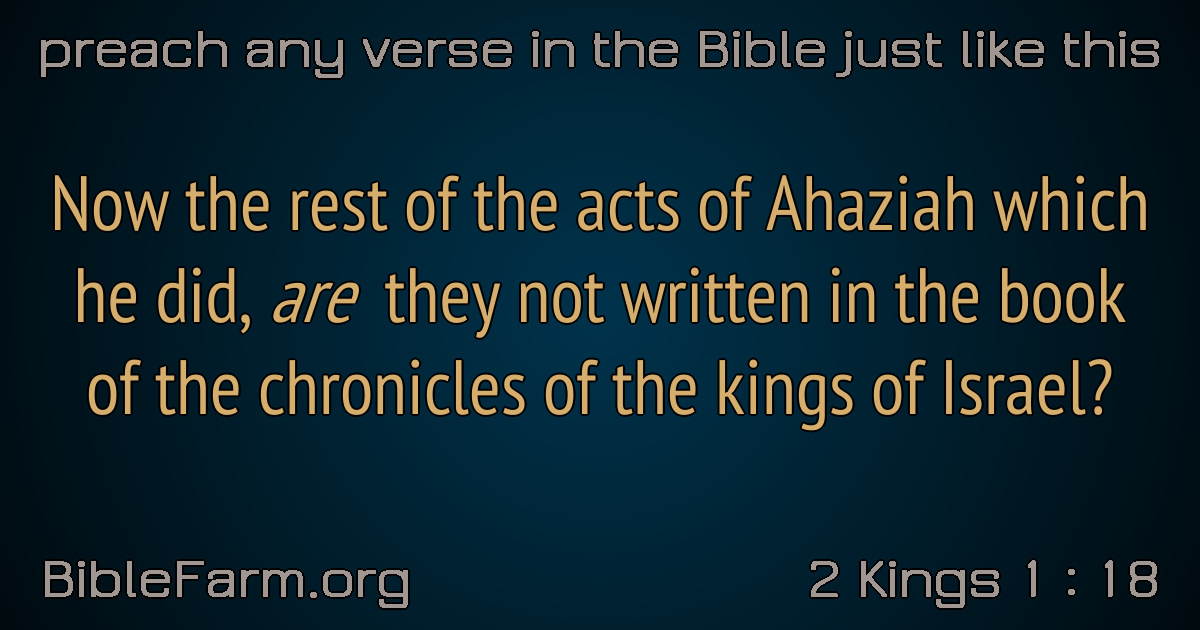 preach any verse in the Bible just like this
Now the rest of the acts of Ahaziah which
he did, are they not written in the book
of the chronicles of the kings of Israel?
BibleFarm.org
2 Kings 1 : 18